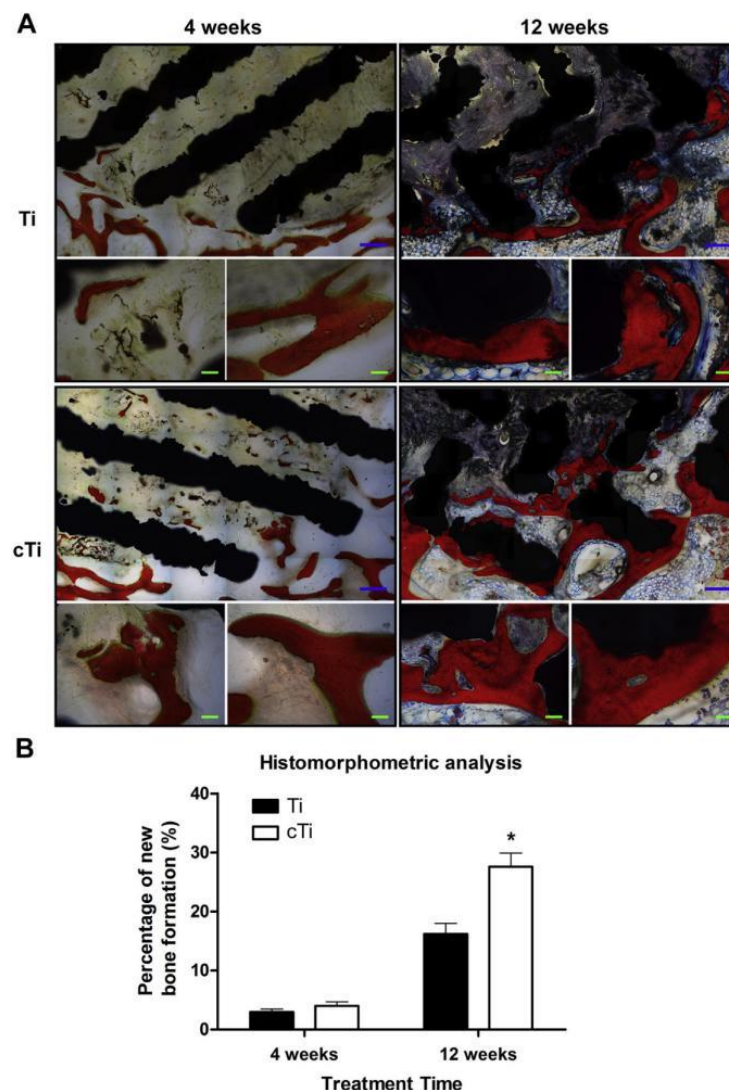 A
4 weeks
12 weeks
Ti
cTi
B
Histomorphometric analysis
Percentage of new
bone formation (%)
40
30
20
10
0
Ti
cTi
*
4 weeks
12 weeks
Treatment Time